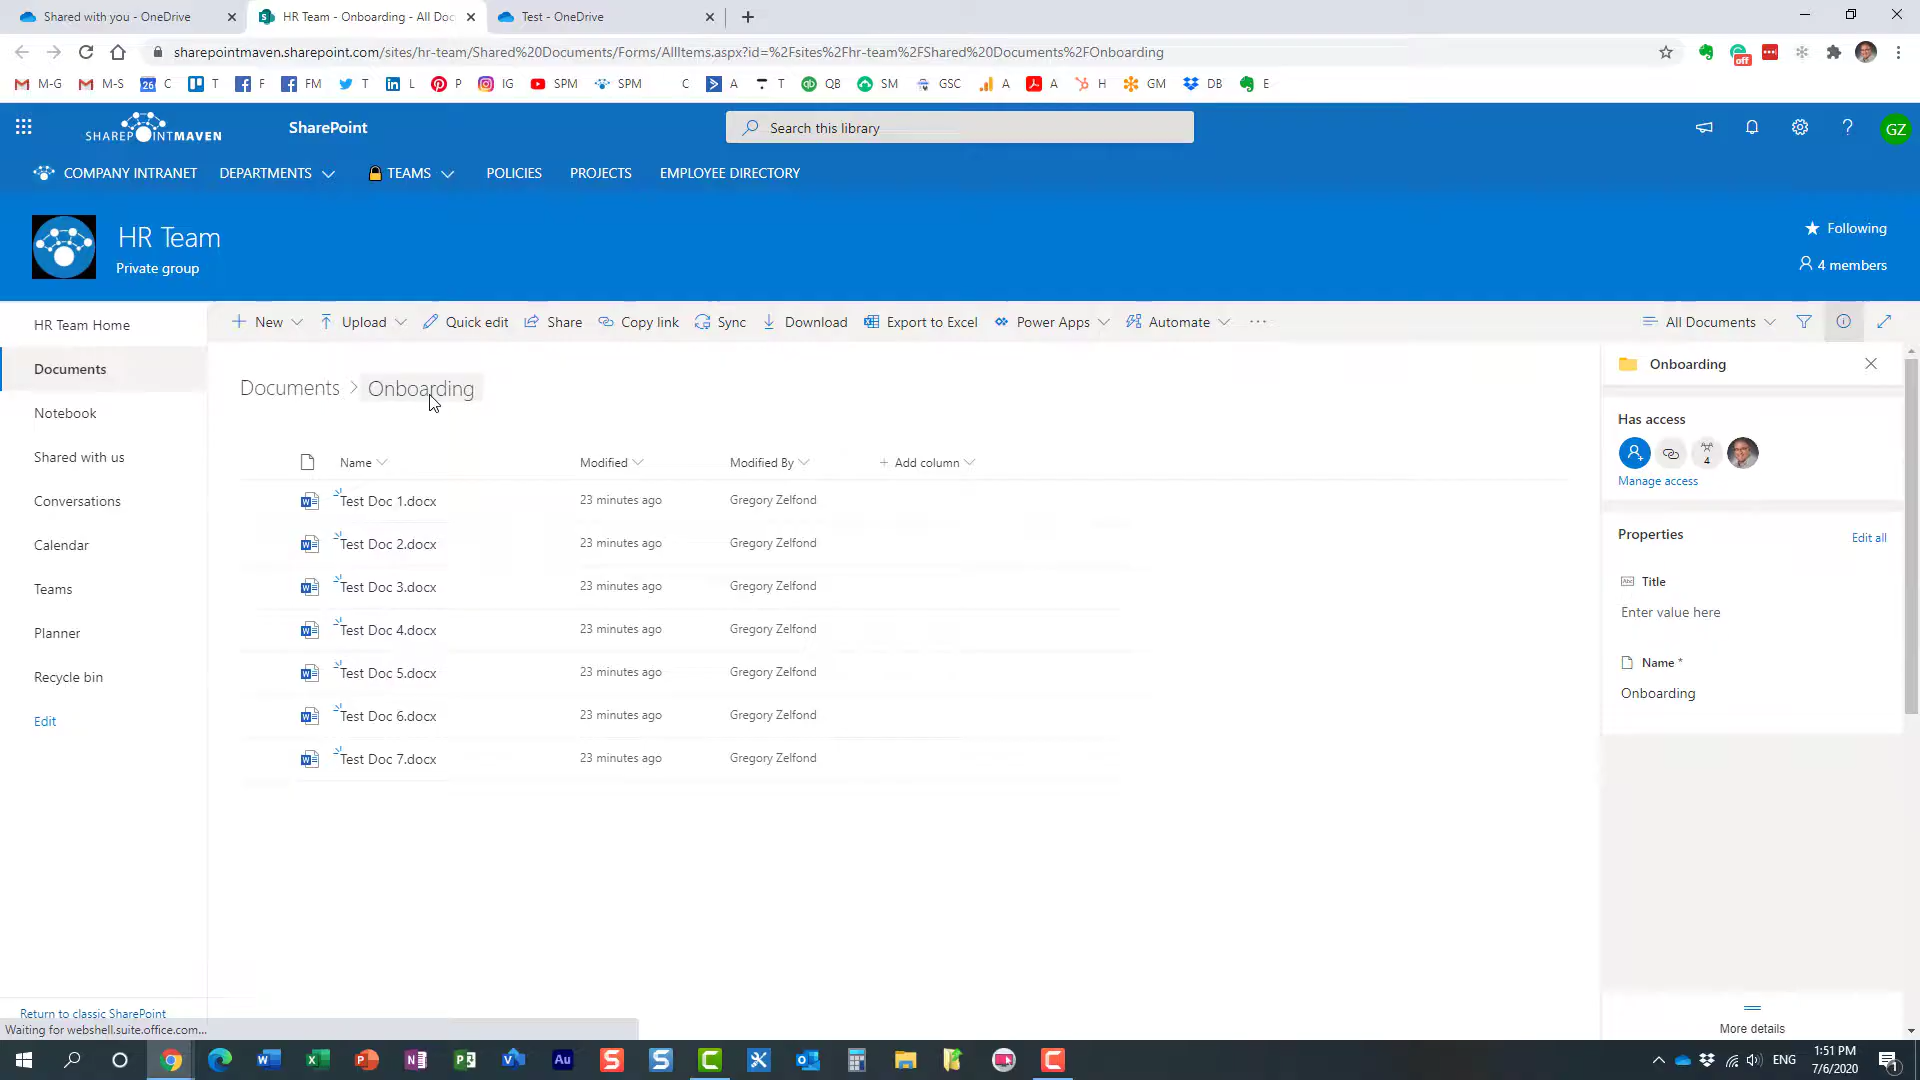 Shared with you - OneDrive
HR Team - Onboarding - All Doc
Test - OneDrive
sharepointmaven.sharepoint.com/sites/hr-team/Shared%20Documents/Forms/AllItems.aspx?id=%2Fsites%2Fhr-team%2FShared%20Documents%2FOnboarding
off
M-G M-S 26 C T F FM T L P IG SPM SPM C A T QB SM GSC A A H GM DB E
SHAREPOINTMAVEN
SharePoint
Search this library
GZ
COMPANY INTRANET DEPARTMENTS TEAMS POLICIES PROJECTS EMPLOYEE DIRECTORY
HR Team
Private group
Following
4 members
HR Team Home
Documents
Notebook
Shared with us
Conversations
Calendar
Teams
Planner
Recycle bin
Edit
Return to classic SharePoint
Waiting for webshell.suite.office.com...
+ New Upload Quick edit Share Copy link Sync Download Export to Excel Power Apps Automate ...
All Documents
Documents > Onboarding
Name Modified Modified By + Add column
Test Doc 1.docx 23 minutes ago Gregory Zelfond
Test Doc 2.docx 23 minutes ago Gregory Zelfond
Test Doc 3.docx 23 minutes ago Gregory Zelfond
Test Doc 4.docx 23 minutes ago Gregory Zelfond
Test Doc 5.docx 23 minutes ago Gregory Zelfond
Test Doc 6.docx 23 minutes ago Gregory Zelfond
Test Doc 7.docx 23 minutes ago Gregory Zelfond
Onboarding
Has access
4
Manage access
Properties
Edit all
Abc Title
Enter value here
Name *
Onboarding
More details
Au
ENG
1:51 PM
7/6/2020
1